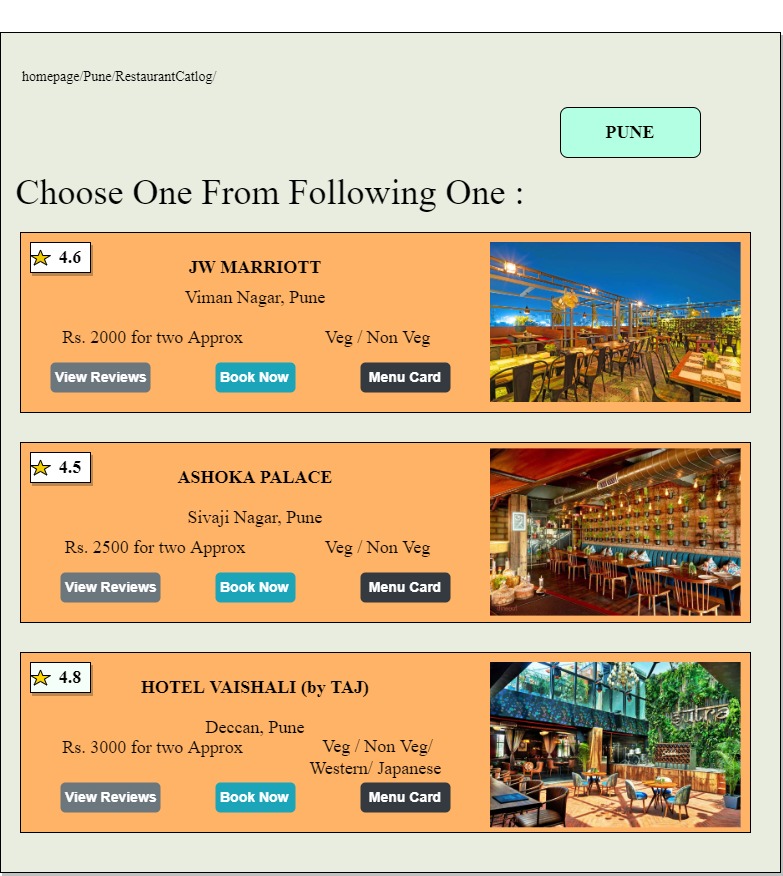 homepage/Pune/RestaurantCatlog/
PUNE
Choose One From Following One :
4.6
JW MARRIOTT
Viman Nagar, Pune
Rs. 2000 for two Approx
Veg / Non Veg
View Reviews
Book Now
Menu Card
4.5
ASHOKA PALACE
Sivaji Nagar, Pune
Rs. 2500 for two Approx
Veg / Non Veg
View Reviews
Book Now
Menu Card
4.8
HOTEL VAISHALI (by TAJ)
Deccan, Pune
Rs. 3000 for two Approx
Veg / Non Veg/
Western/ Japanese
sutra
View Reviews
Book Now
Menu Card